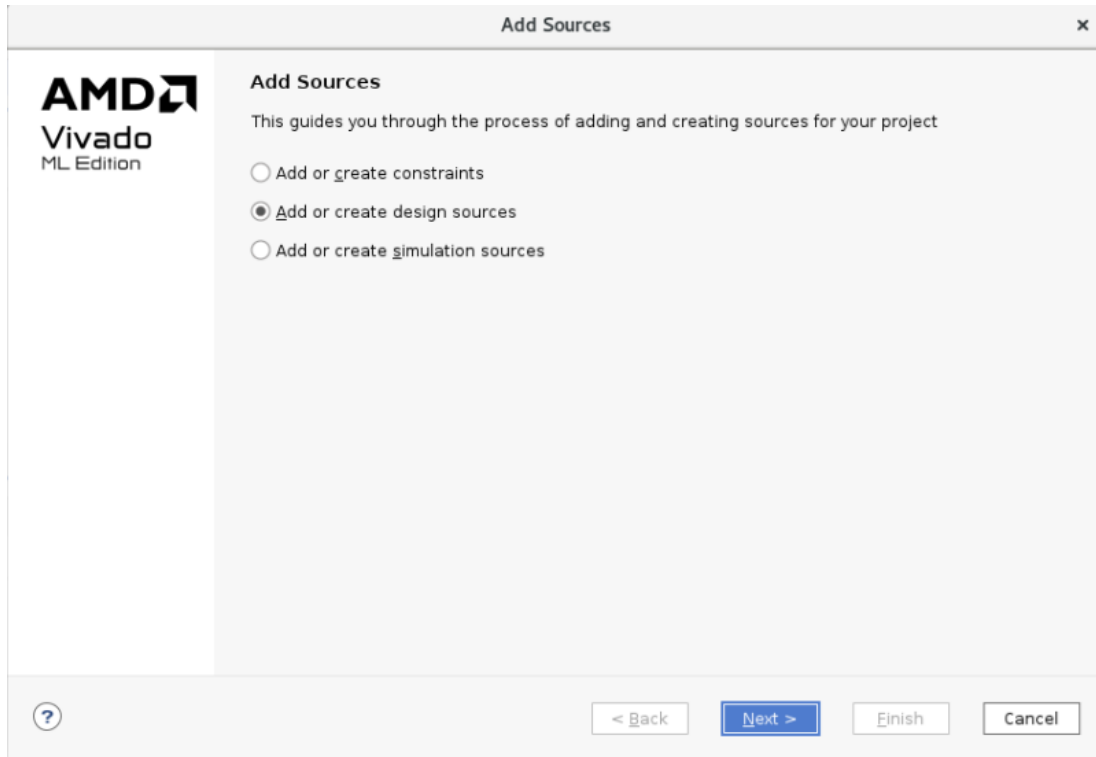 Add Sources
×
AMD
Vivado
ML Edition
Add Sources
This guides you through the process of adding and creating sources for your project
Add or create constraints
Add or create design sources
Add or create simulation sources
?
< Back
Next >
Finish
Cancel